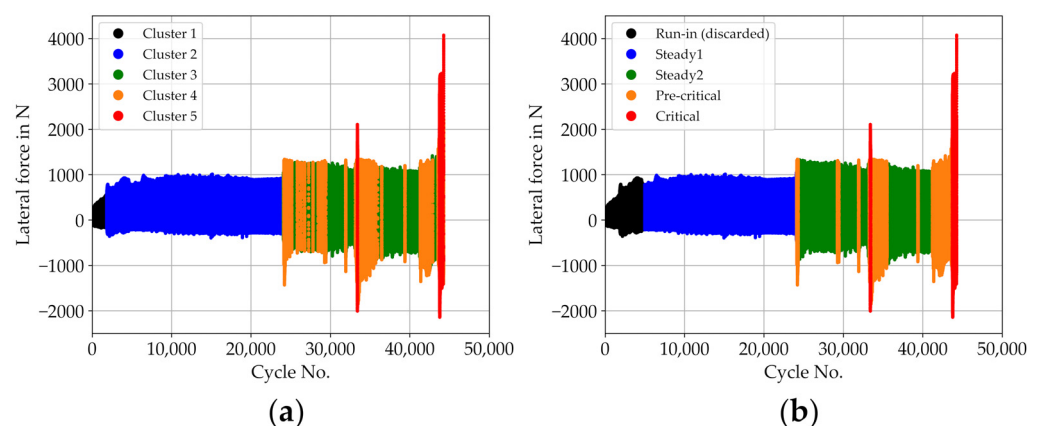 Lateral force in N
4000
3000
2000
1000
0
−1000
−2000
Cluster 1
Cluster 2
Cluster 3
Cluster 4
Cluster 5
0
10,000
20,000
30,000
40,000
50,000
Cycle No.
(a)
Lateral force in N
4000
3000
2000
1000
0
−1000
−2000
Run-in (discarded)
Steady1
Steady2
Pre-critical
Critical
0
10,000
20,000
30,000
40,000
50,000
Cycle No.
(b)